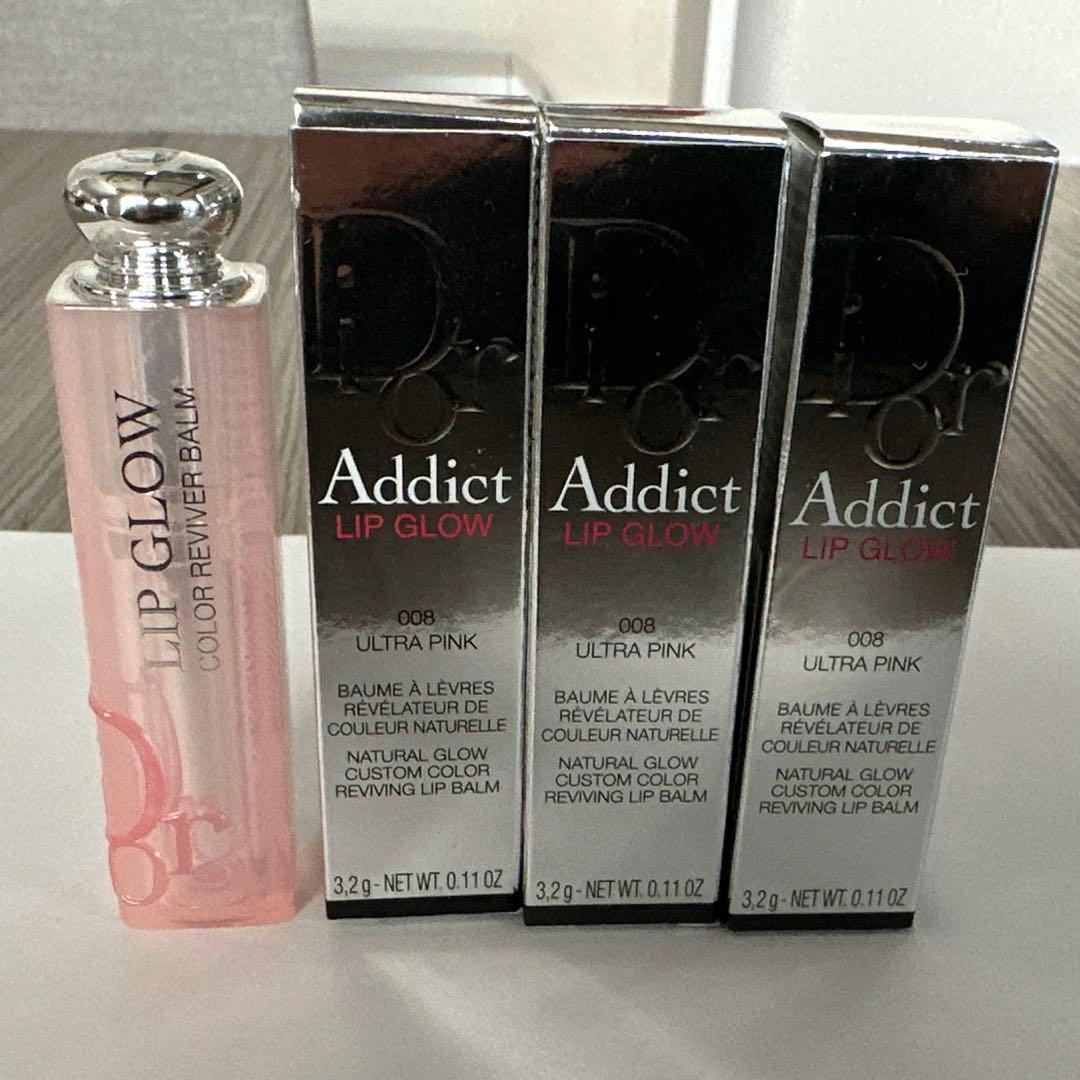 LIP GLOW
COLOR REVIVER BALM
Dior
Dior
Addict
LIP GLOW
008
ULTRA PINK
BAUME À LÈVRES
RÉVÉLATEUR DE
COULEUR NATURELLE
NATURAL GLOW
CUSTOM COLOR
REVIVING LIP BALM
3,2 g - NET WT. 0.11 OZ
Dior
Addict
LIP GLOW
008
ULTRA PINK
BAUME À LÈVRES
RÉVÉLATEUR DE
COULEUR NATURELLE
NATURAL GLOW
CUSTOM COLOR
REVIVING LIP BALM
3,2 g - NET WT. 0.11 OZ
Dior
Addict
LIP GLOW
008
ULTRA PINK
BAUME À LÈVRES
RÉVÉLATEUR DE
COULEUR NATURELLE
NATURAL GLOW
CUSTOM COLOR
REVIVING LIP BALM
3,2 g - NET WT. 0.11 OZ